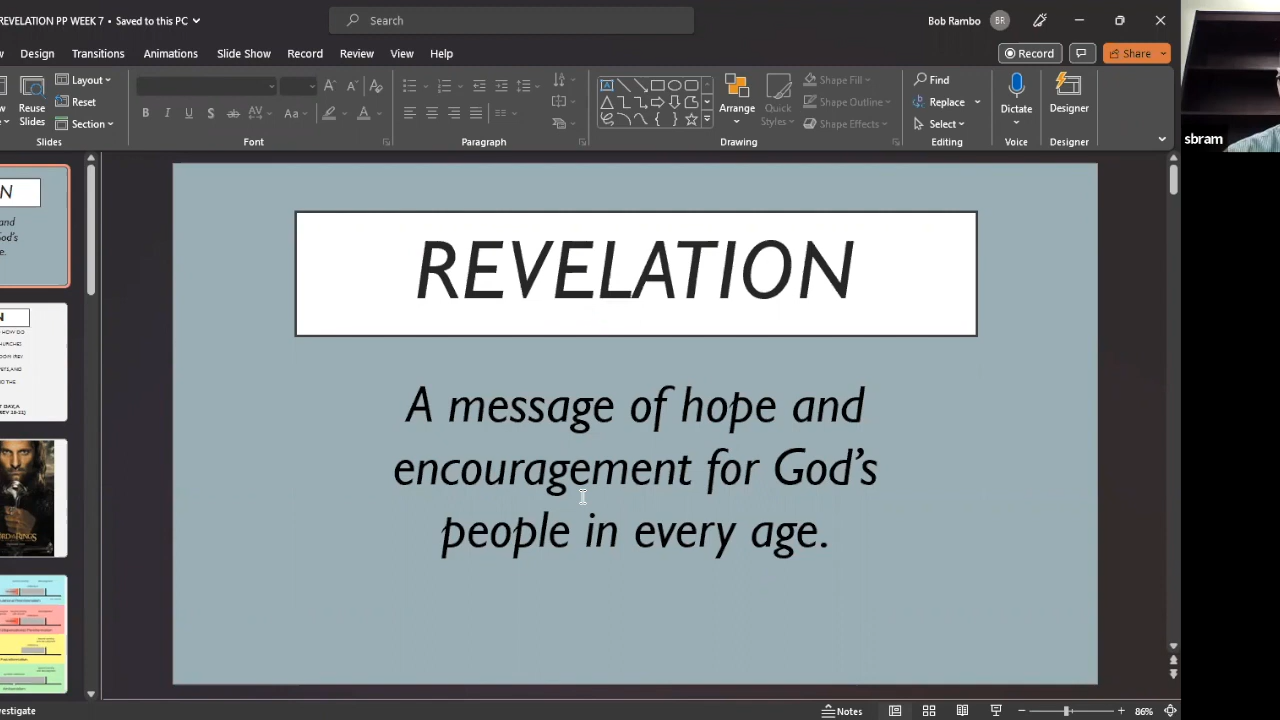 REVELATION PP WEEK 7 • Saved to this PC
Search
Bob Rambo
BR
Design Transitions Animations Slide Show Record Review View Help
Record
Share
Reuse
Slides
Layout
Reset
Section
Slides
Font
Paragraph
Arrange
Quick
Styles
Shape Fill
Shape Outline
Shape Effects
Drawing
Find
Replace
Select
Editing
Dictate
Voice
Designer
Designer
sbram
REVELATION
A message of hope and
encouragement for God's
people in every age.
Notes
86%